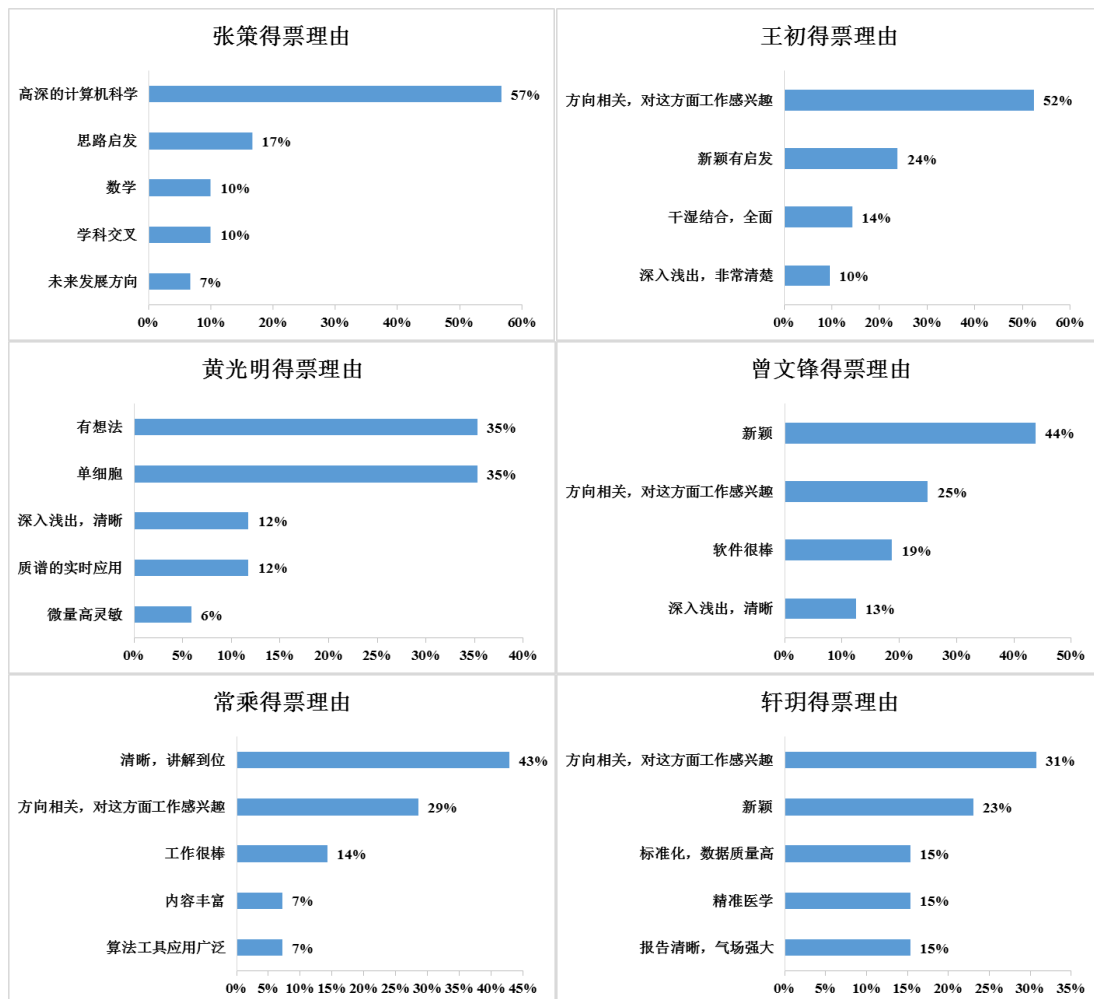 张策得票理由
高深的计算机科学 57%
思路启发 17%
数学 10%
学科交叉 10%
未来发展方向 7%
0% 10% 20% 30% 40% 50% 60%
王初得票理由
方向相关，对这方面工作感兴趣 52%
新颖有启发 24%
干湿结合，全面 14%
深入浅出，非常清楚 10%
0% 10% 20% 30% 40% 50% 60%
黄光明得票理由
有想法 35%
单细胞 35%
深入浅出，清晰 12%
质谱的实时应用 12%
微量高灵敏 6%
0% 5% 10% 15% 20% 25% 30% 35% 40%
曾文锋得票理由
新颖 44%
方向相关，对这方面工作感兴趣 25%
软件很棒 19%
深入浅出，清晰 13%
0% 10% 20% 30% 40% 50%
常乘得票理由
清晰，讲解到位 43%
方向相关，对这方面工作感兴趣 29%
工作很棒 14%
内容丰富 7%
算法工具应用广泛 7%
0% 5% 10% 15% 20% 25% 30% 35% 40% 45%
轩玥得票理由
方向相关，对这方面工作感兴趣 31%
新颖 23%
标准化，数据质量高 15%
精准医学 15%
报告清晰，气场强大 15%
0% 5% 10% 15% 20% 25% 30% 35%